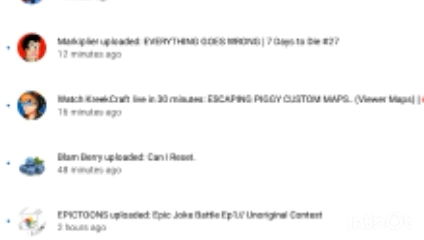 Markiplier uploaded: EVERYTHING GOES WRONG | 7 Days to Die #27
12 minutes ago
Watch KreekCraft live in 30 minutes: ESCAPING PIGGY CUSTOM MAPS.. (Viewer Maps) |
15 minutes ago
Blam Berry uploaded: Can I Reset.
48 minutes ago
EPICTOONS uploaded: Epic Joke Battle Ep1// Unoriginal Contest
2 hours ago